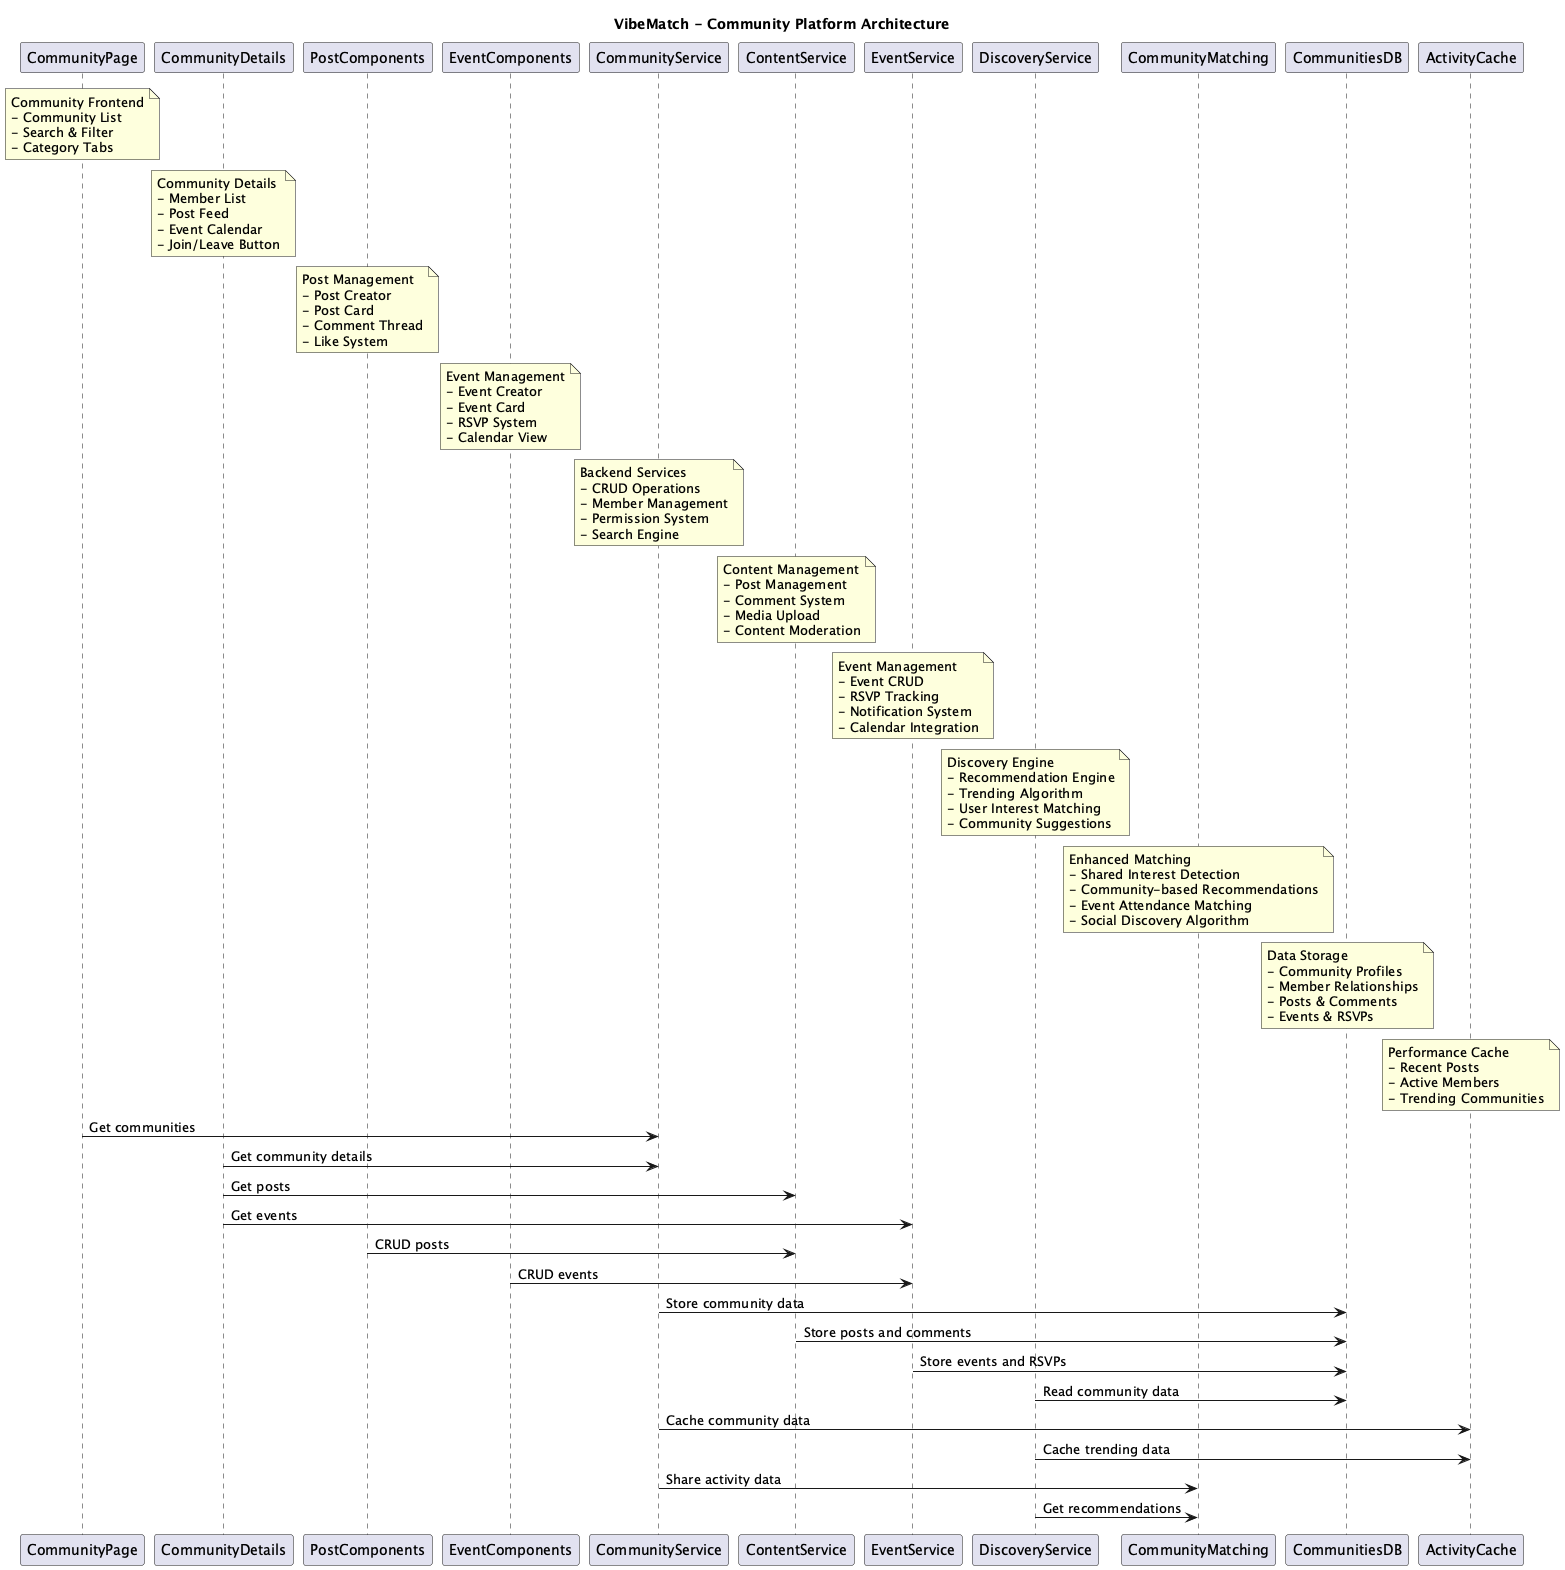 VibeMatch - Community Platform Architecture
CommunityPage
CommunityDetails
PostComponents
EventComponents
CommunityService
ContentService
EventService
DiscoveryService
CommunityMatching
CommunitiesDB
ActivityCache
Community Frontend
- Community List
- Search & Filter
- Category Tabs
Community Details
- Member List
- Post Feed
- Event Calendar
- Join/Leave Button
Post Management
- Post Creator
- Post Card
- Comment Thread
- Like System
Event Management
- Event Creator
- Event Card
- RSVP System
- Calendar View
Backend Services
- CRUD Operations
- Member Management
- Permission System
- Search Engine
Content Management
- Post Management
- Comment System
- Media Upload
- Content Moderation
Event Management
- Event CRUD
- RSVP Tracking
- Notification System
- Calendar Integration
Discovery Engine
- Recommendation Engine
- Trending Algorithm
- User Interest Matching
- Community Suggestions
Enhanced Matching
- Shared Interest Detection
- Community-based Recommendations
- Event Attendance Matching
- Social Discovery Algorithm
Data Storage
- Community Profiles
- Member Relationships
- Posts & Comments
- Events & RSVPs
Performance Cache
- Recent Posts
- Active Members
- Trending Communities
Get communities
Get community details
Get posts
Get events
CRUD posts
CRUD events
Store community data
Store posts and comments
Store events and RSVPs
Read community data
Cache community data
Cache trending data
Share activity data
Get recommendations
CommunityPage
CommunityDetails
PostComponents
EventComponents
CommunityService
ContentService
EventService
DiscoveryService
CommunityMatching
CommunitiesDB
ActivityCache